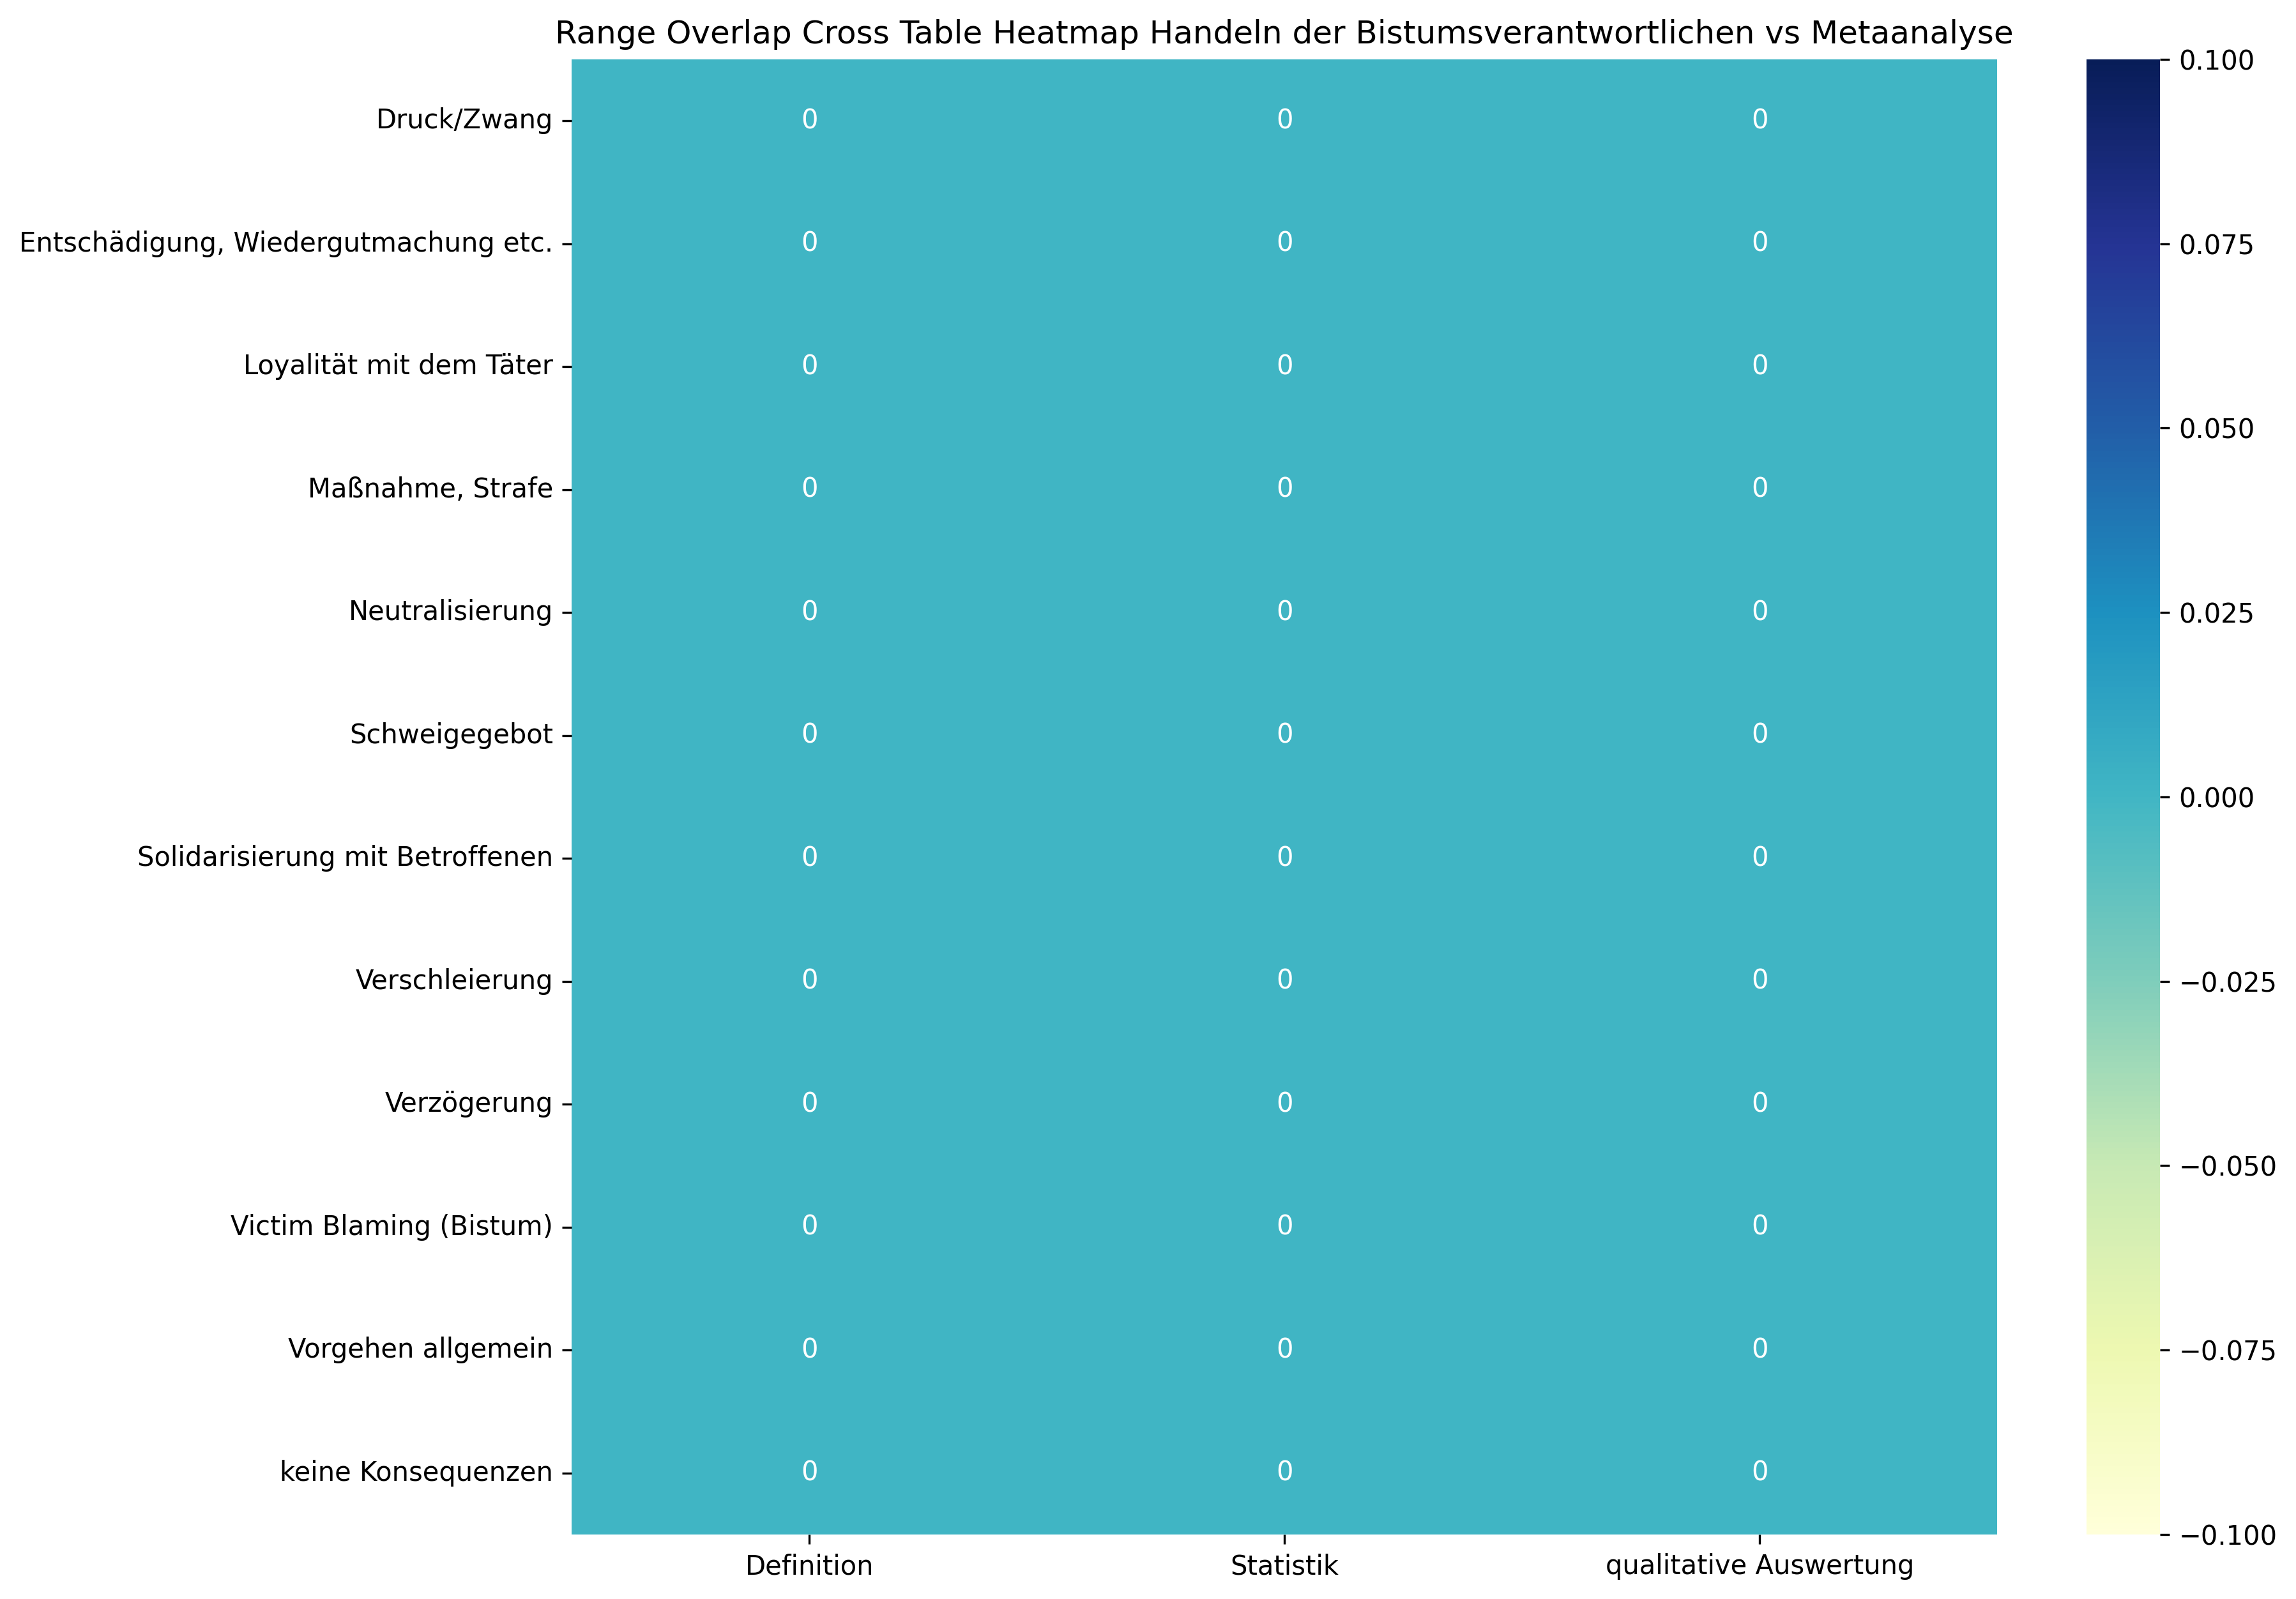 Range Overlap Cross Table Heatmap Handeln der Bistumsverantwortlichen vs Metaanalyse
Druck/Zwang 0 0 0
Entschädigung, Wiedergutmachung etc. 0 0 0
Loyalität mit dem Täter 0 0 0
Maßnahme, Strafe 0 0 0
Neutralisierung 0 0 0
Schweigegebot 0 0 0
Solidarisierung mit Betroffenen 0 0 0
Verschleierung 0 0 0
Verzögerung 0 0 0
Victim Blaming (Bistum) 0 0 0
Vorgehen allgemein 0 0 0
keine Konsequenzen 0 0 0
Definition Statistik qualitative Auswertung
0.100
0.075
0.050
0.025
0.000
−0.025
−0.050
−0.075
−0.100